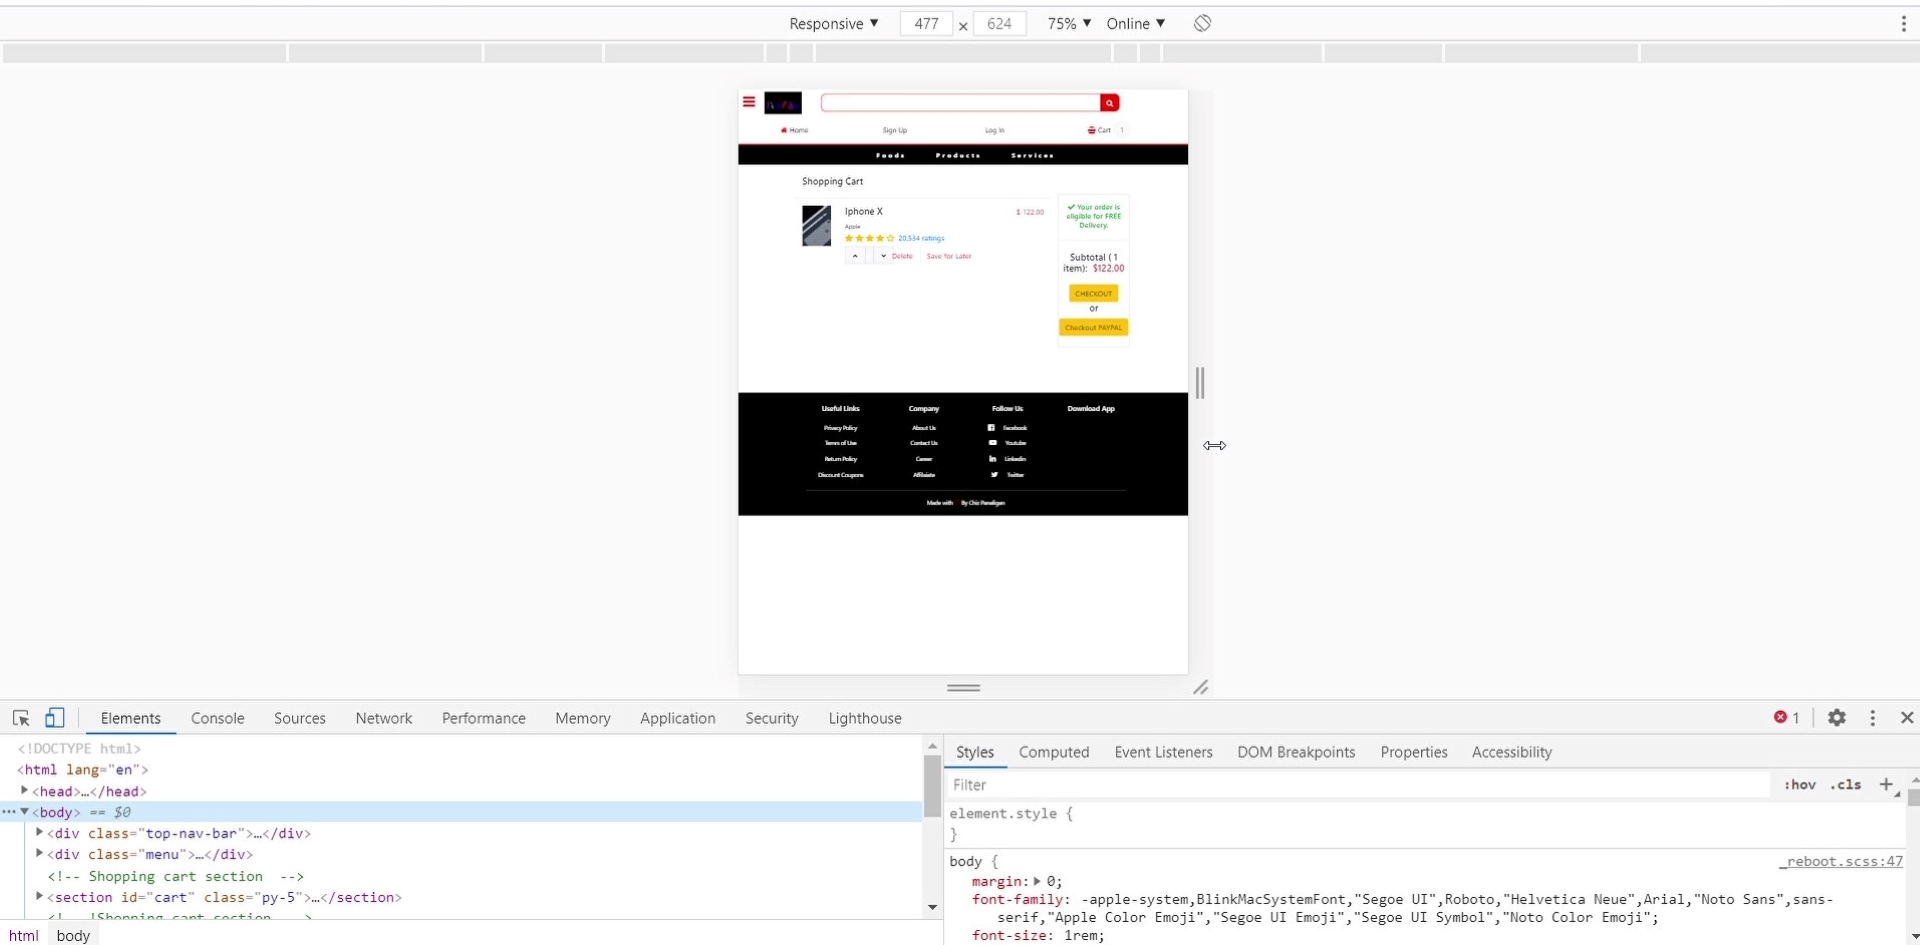 Responsive ▼ 477 × 624 75% ▼ Online ▼
Home Sign Up Log In Cart 1
Foods Products Services
Shopping Cart
Iphone X $ 122.00
Apple
20,534 ratings
Delete Save for Later
✔ Your order is
eligible for FREE
Delivery.
Subtotal ( 1
item): $122.00
CHECKOUT
or
Checkout PAYPAL
Useful Links Company Follow Us Download App
Privacy Policy About Us Facebook
Terms of Use Contact Us Youtube
Return Policy Career Linkedin
Discount Coupons Affiliate Twitter
Made with By Chir
Elements Console Sources Network Performance Memory Application Security Lighthouse 1
<!DOCTYPE html>
<html lang="en">
▶<head>…</head>
··· ▼<body> == $0
▶<div class="top-nav-bar">…</div>
▶<div class="menu">…</div>
<!-- Shopping cart section -->
▶<section id="cart" class="py-5">…</section>
<!-- !Shopping cart section -->
html body
Styles Computed Event Listeners DOM Breakpoints Properties Accessibility
Filter :hov .cls +
element.style {
}
body { _reboot.scss:47
margin:▶ 0;
font-family: -apple-system,BlinkMacSystemFont,"Segoe UI",Roboto,"Helvetica Neue",Arial,"Noto Sans",sans-
serif,"Apple Color Emoji","Segoe UI Emoji","Segoe UI Symbol","Noto Color Emoji";
font-size: 1rem;